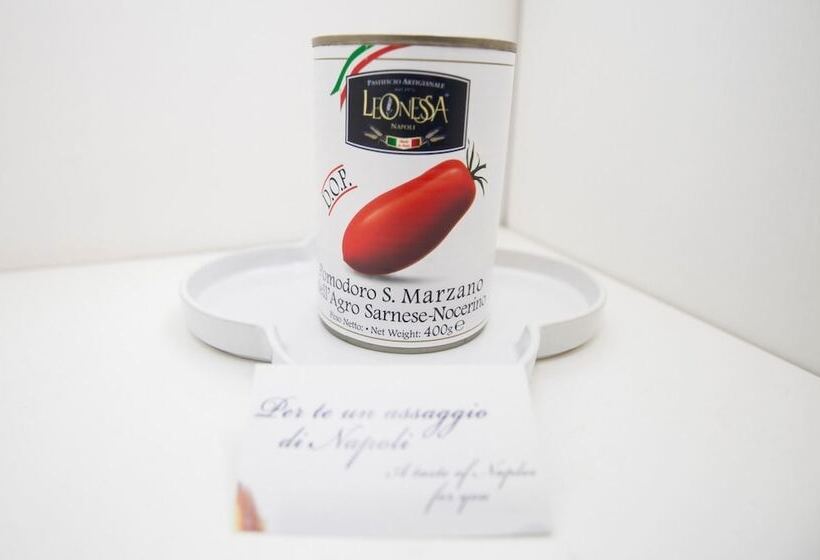 PASTIFICIO ARTIGIANALE
LEONESSA
NAPOLI
D.O.P.
Pomodoro S. Marzano
dell'Agro Sarnese-Nocerino
Peso Netto: • Net Weight: 400g ℮
Per te un assaggio
di Napoli
A taste of Naples
for you